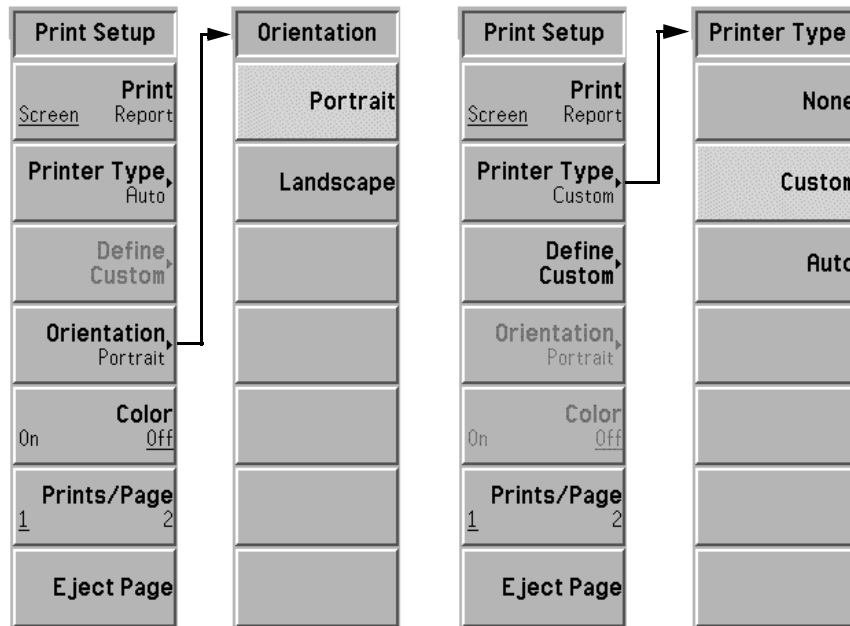 Print Setup
Print
Screen Report
Printer Type
Auto
Define
Custom
Orientation
Portrait
Color
On Off
Prints/Page
1 2
Eject Page
Orientation
Portrait
Landscape
Print Setup
Print
Screen Report
Printer Type
Custom
Define
Custom
Orientation
Portrait
Color
On Off
Prints/Page
1 2
Eject Page
Printer Type
None
Custom
Auto